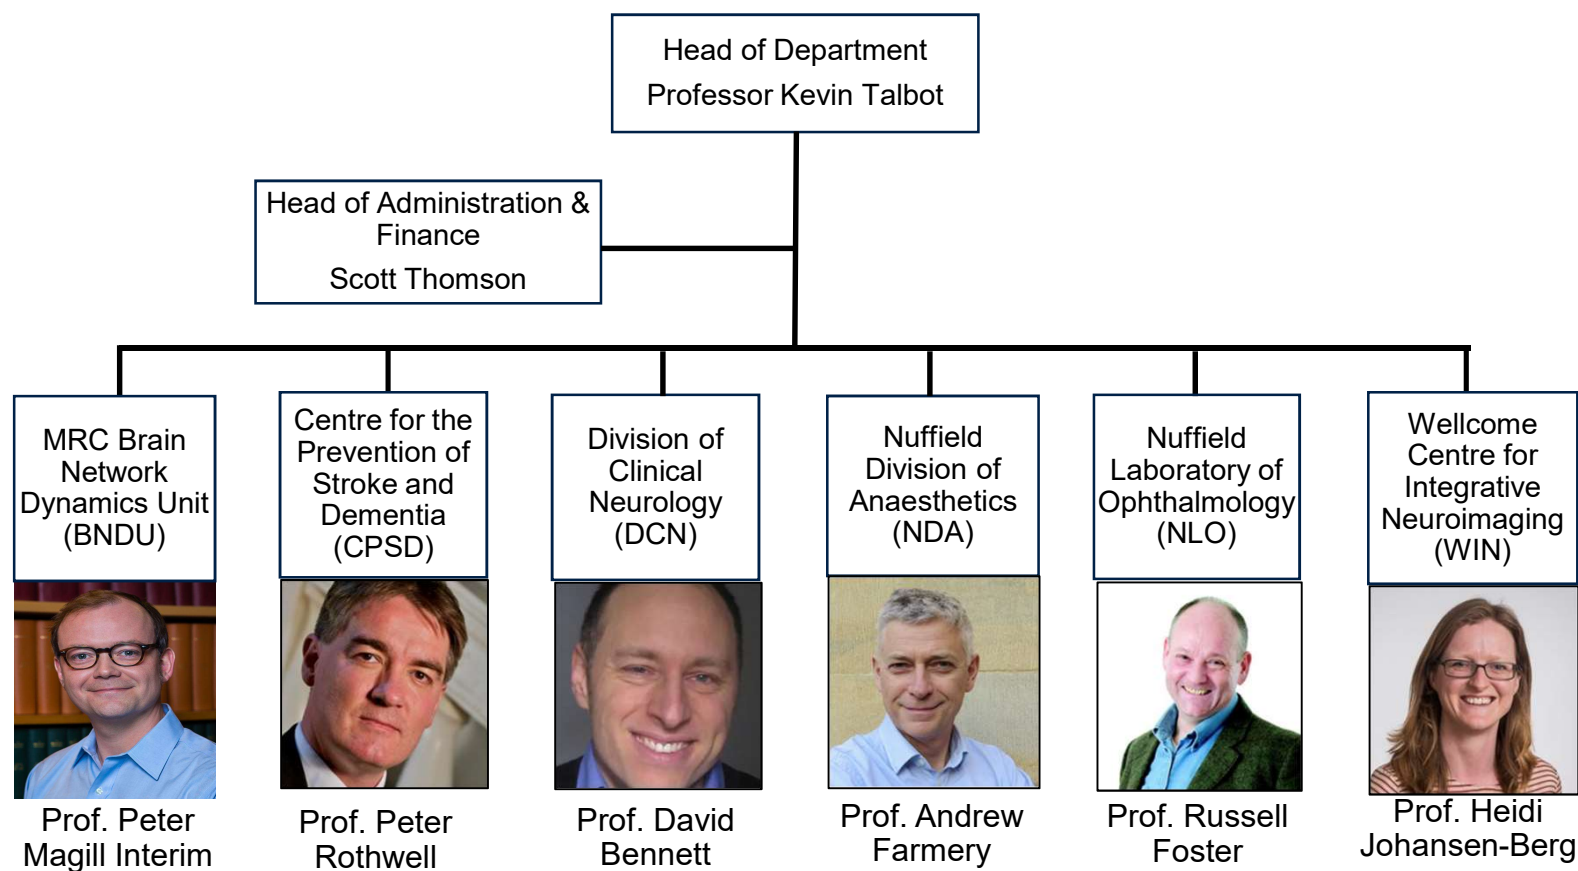 Head of Department
Professor Kevin Talbot
Head of Administration &
Finance
Scott Thomson
MRC Brain
Network
Dynamics Unit
(BNDU)
Centre for the
Prevention of
Stroke and
Dementia
(CPSD)
Division of
Clinical
Neurology
(DCN)
Nuffield
Division of
Anaesthetics
(NDA)
Nuffield
Laboratory of
Ophthalmology
(NLO)
Wellcome
Centre for
Integrative
Neuroimaging
(WIN)
Prof. Peter
Magill Interim
Prof. Peter
Rothwell
Prof. David
Bennett
Prof. Andrew
Farmery
Prof. Russell
Foster
Prof. Heidi
Johansen-Berg